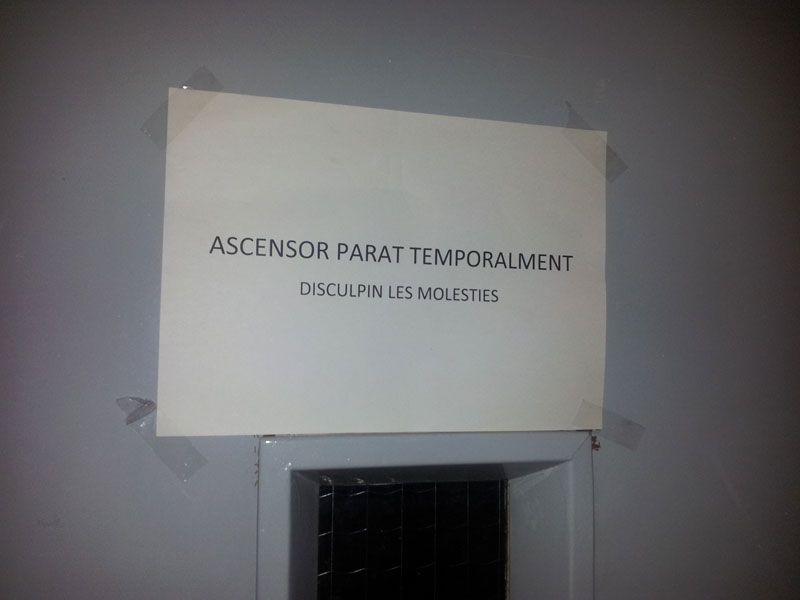 ASCENSOR PARAT TEMPORALMENT
DISCULPIN LES MOLESTIES